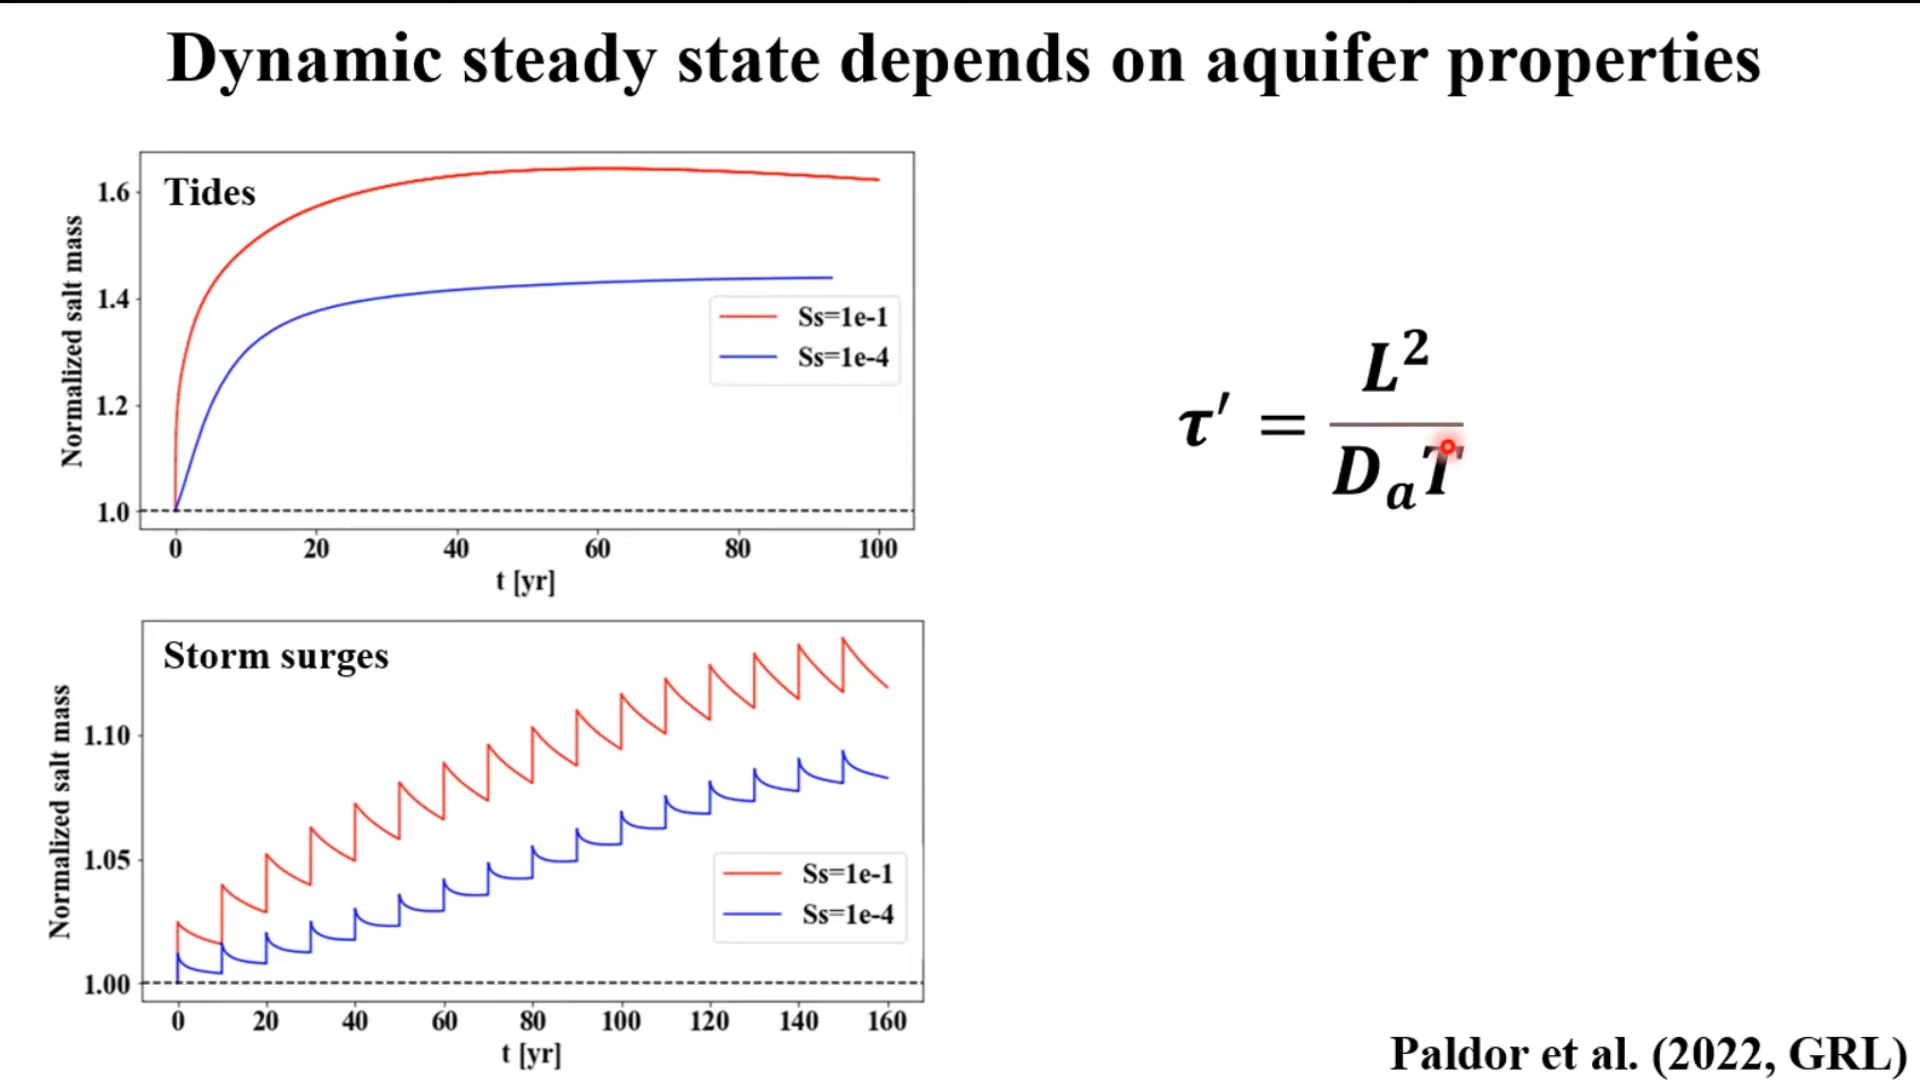 Dynamic steady state depends on aquifer properties
Tides
Normalized salt mass
1.6
1.4
1.2
1.0
Ss=1e-1
Ss=1e-4
0 20 40 60 80 100
t [yr]
τ′ = L² / DₐT
Storm surges
Normalized salt mass
1.10
1.05
1.00
Ss=1e-1
Ss=1e-4
0 20 40 60 80 100 120 140 160
t [yr]
Paldor et al. (2022, GRL)